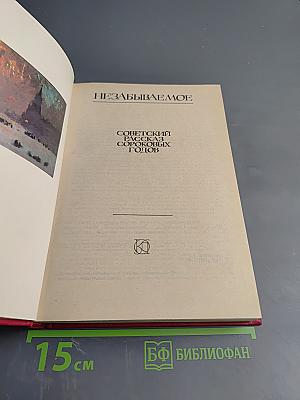 НЕЗАБЫВАЕМОЕ
СОВЕТСКИЙ
РАССКАЗ
СОРОКОВЫХ
ГОДОВ
15 см
БФ БИБЛИОФАН